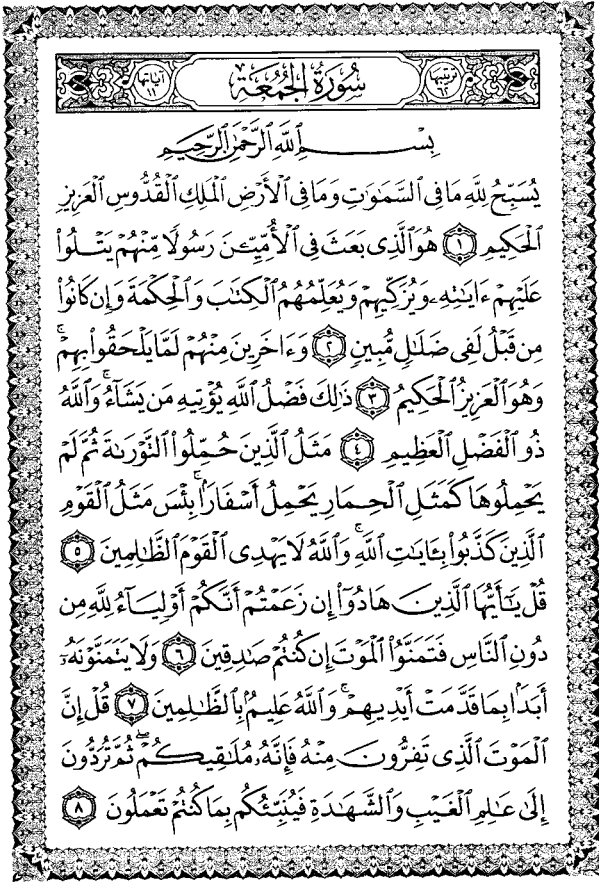 ترتيبها ٦٢ سُورَةُ الجُمُعَة آياتها ١١
بِسۡمِ ٱللَّهِ ٱلرَّحۡمَٰنِ ٱلرَّحِيمِ
يُسَبِّحُ لِلَّهِ مَا فِى ٱلسَّمَٰوَٰتِ وَمَا فِى ٱلۡأَرۡضِ ٱلۡمَلِكِ ٱلۡقُدُّوسِ ٱلۡعَزِيزِ
ٱلۡحَكِيمِ ١ هُوَ ٱلَّذِى بَعَثَ فِى ٱلۡأُمِّيِّـۧنَ رَسُولًا مِّنۡهُمۡ يَتۡلُوا۟
عَلَيۡهِمۡ ءَايَٰتِهِۦ وَيُزَكِّيهِمۡ وَيُعَلِّمُهُمُ ٱلۡكِتَٰبَ وَٱلۡحِكۡمَةَ وَإِن كَانُوا۟
مِن قَبۡلُ لَفِى ضَلَٰلٍ مُّبِينٍ ٢ وَءَاخَرِينَ مِنۡهُمۡ لَمَّا يَلۡحَقُوا۟ بِهِمۡۚ
وَهُوَ ٱلۡعَزِيزُ ٱلۡحَكِيمُ ٣ ذَٰلِكَ فَضۡلُ ٱللَّهِ يُؤۡتِيهِ مَن يَشَآءُۚ وَٱللَّهُ
ذُو ٱلۡفَضۡلِ ٱلۡعَظِيمِ ٤ مَثَلُ ٱلَّذِينَ حُمِّلُوا۟ ٱلتَّوۡرَىٰةَ ثُمَّ لَمۡ
يَحۡمِلُوهَا كَمَثَلِ ٱلۡحِمَارِ يَحۡمِلُ أَسۡفَارَۢاۚ بِئۡسَ مَثَلُ ٱلۡقَوۡمِ
ٱلَّذِينَ كَذَّبُوا۟ بِـَٔايَٰتِ ٱللَّهِۚ وَٱللَّهُ لَا يَهۡدِى ٱلۡقَوۡمَ ٱلظَّٰلِمِينَ ٥
قُلۡ يَٰٓأَيُّهَا ٱلَّذِينَ هَادُوٓا۟ إِن زَعَمۡتُمۡ أَنَّكُمۡ أَوۡلِيَآءُ لِلَّهِ مِن
دُونِ ٱلنَّاسِ فَتَمَنَّوُا۟ ٱلۡمَوۡتَ إِن كُنتُمۡ صَٰدِقِينَ ٦ وَلَا يَتَمَنَّوۡنَهُۥٓ
أَبَدَۢا بِمَا قَدَّمَتۡ أَيۡدِيهِمۡۚ وَٱللَّهُ عَلِيمُۢ بِٱلظَّٰلِمِينَ ٧ قُلۡ إِنَّ
ٱلۡمَوۡتَ ٱلَّذِى تَفِرُّونَ مِنۡهُ فَإِنَّهُۥ مُلَٰقِيكُمۡۖ ثُمَّ تُرَدُّونَ
إِلَىٰ عَٰلِمِ ٱلۡغَيۡبِ وَٱلشَّهَٰدَةِ فَيُنَبِّئُكُم بِمَا كُنتُمۡ تَعۡمَلُونَ ٨